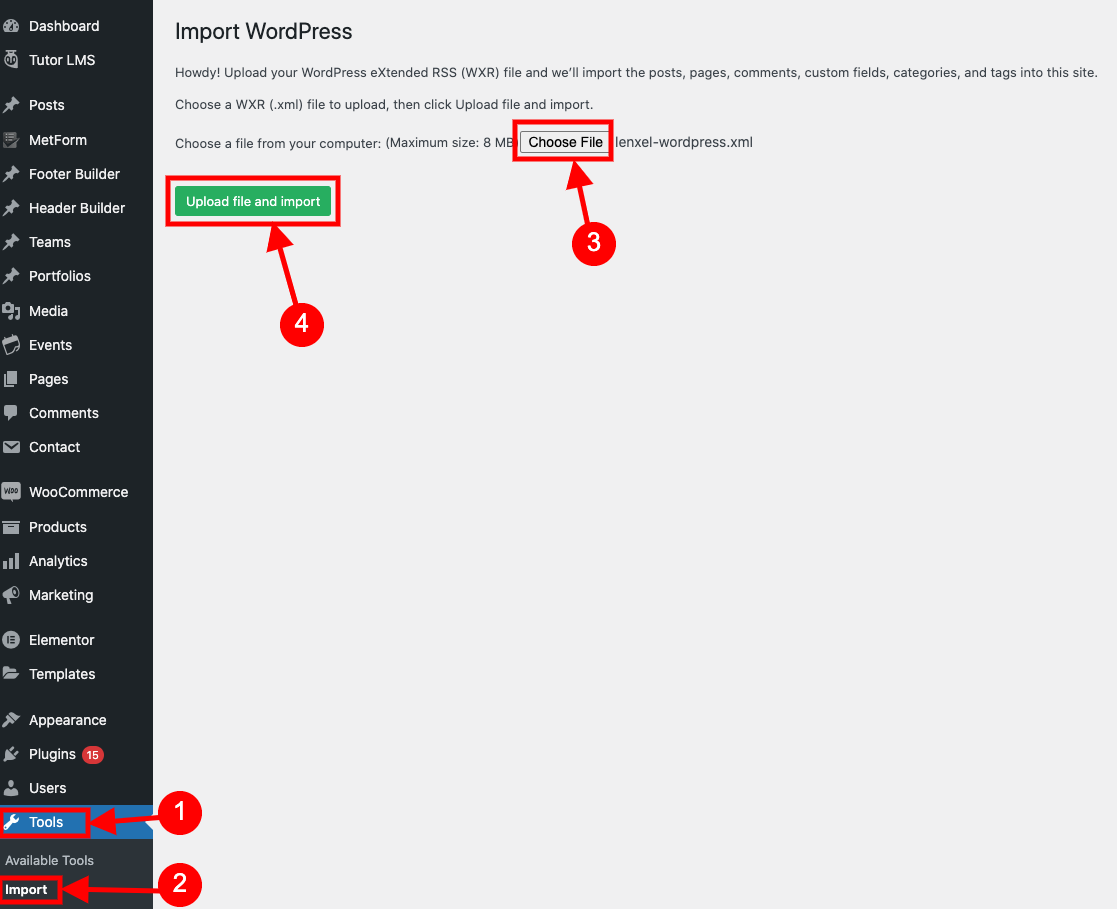 Dashboard
Tutor LMS
Posts
MetForm
Footer Builder
Header Builder
Teams
Portfolios
Media
Events
Pages
Comments
Contact
WOO
WooCommerce
Products
Analytics
Marketing
Elementor
Templates
Appearance
Plugins 15
Users
Tools
Available Tools
Import
Import WordPress
Howdy! Upload your WordPress eXtended RSS (WXR) file and we’ll import the posts, pages, comments, custom fields, categories, and tags into this site.
Choose a WXR (.xml) file to upload, then click Upload file and import.
Choose a file from your computer: (Maximum size: 8 MB Choose File lenxel-wordpress.xml
Upload file and import
3
4
1
2